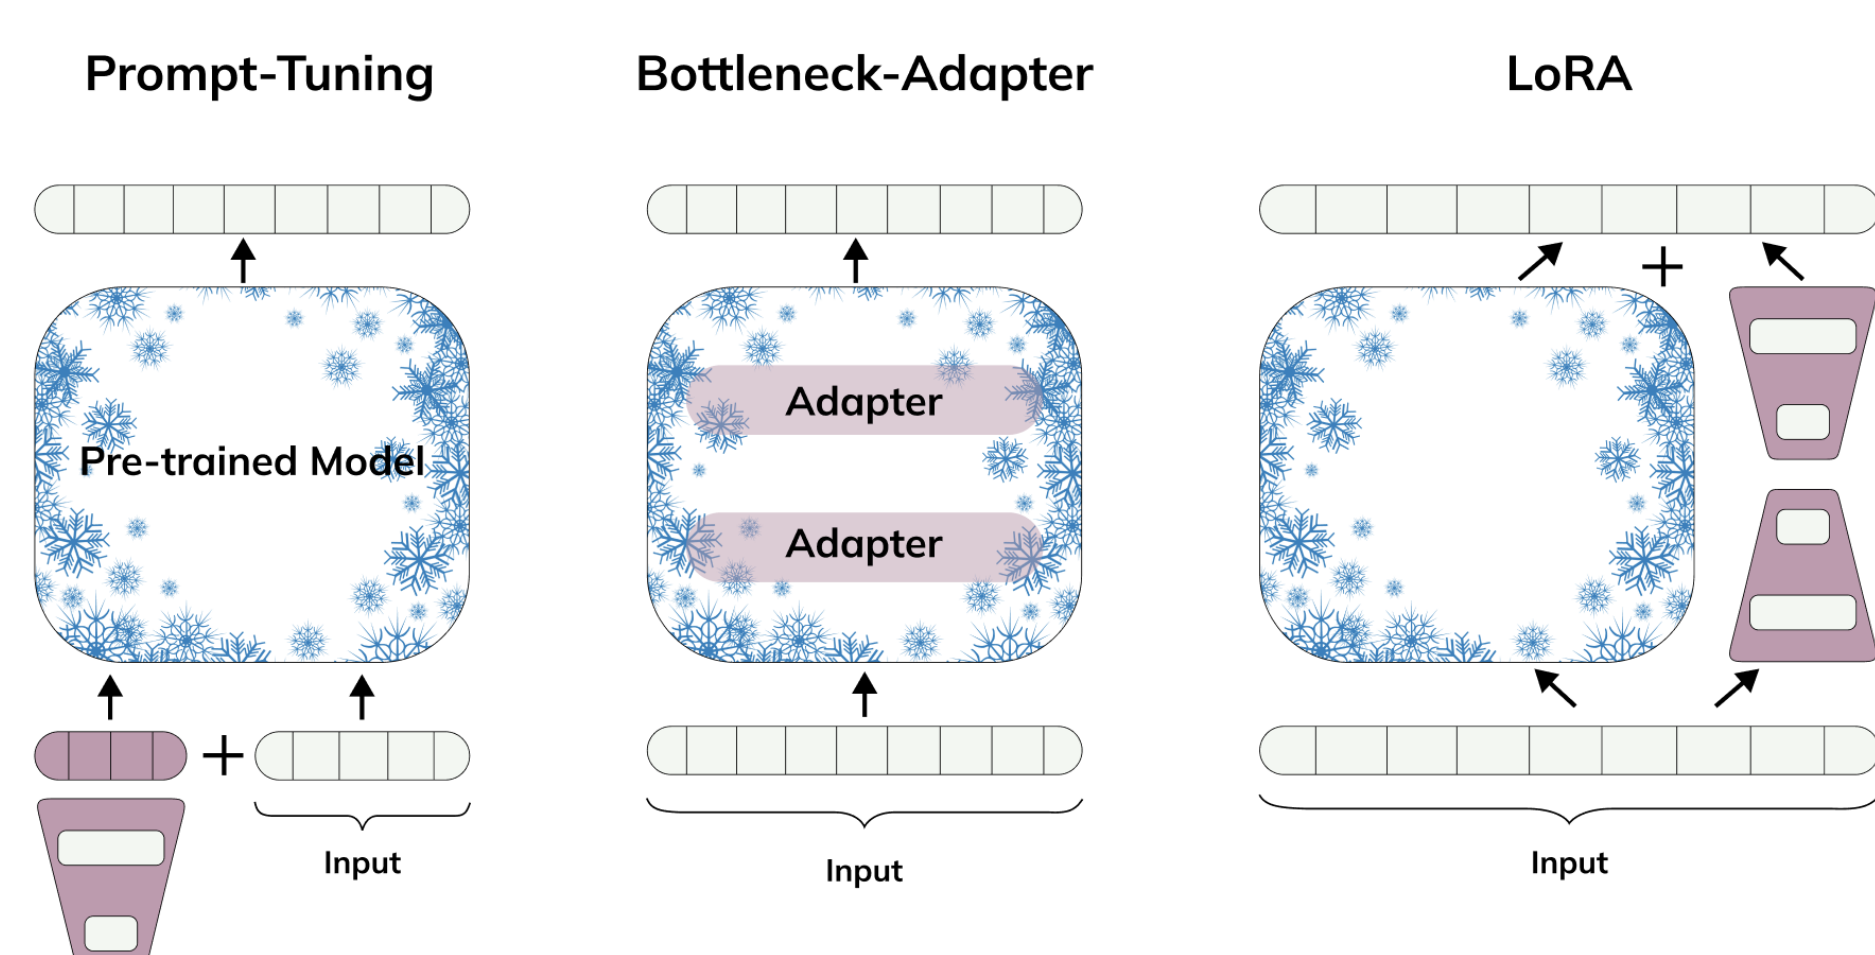 Prompt-Tuning
Bottleneck-Adapter
LoRA
Pre-trained Model
Adapter
Adapter
Input
Input
Input